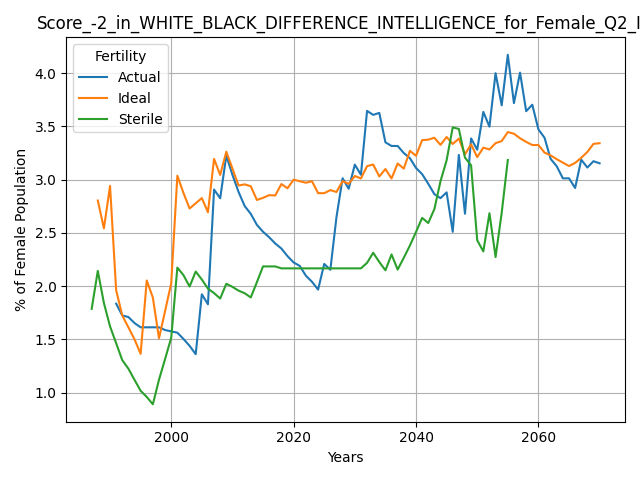 Score_-2_in_WHITE_BLACK_DIFFERENCE_INTELLIGENCE_for_Female_Q2_I
Fertility
Actual
Ideal
Sterile
% of Female Population
4.0
3.5
3.0
2.5
2.0
1.5
1.0
2000 2020 2040 2060
Years